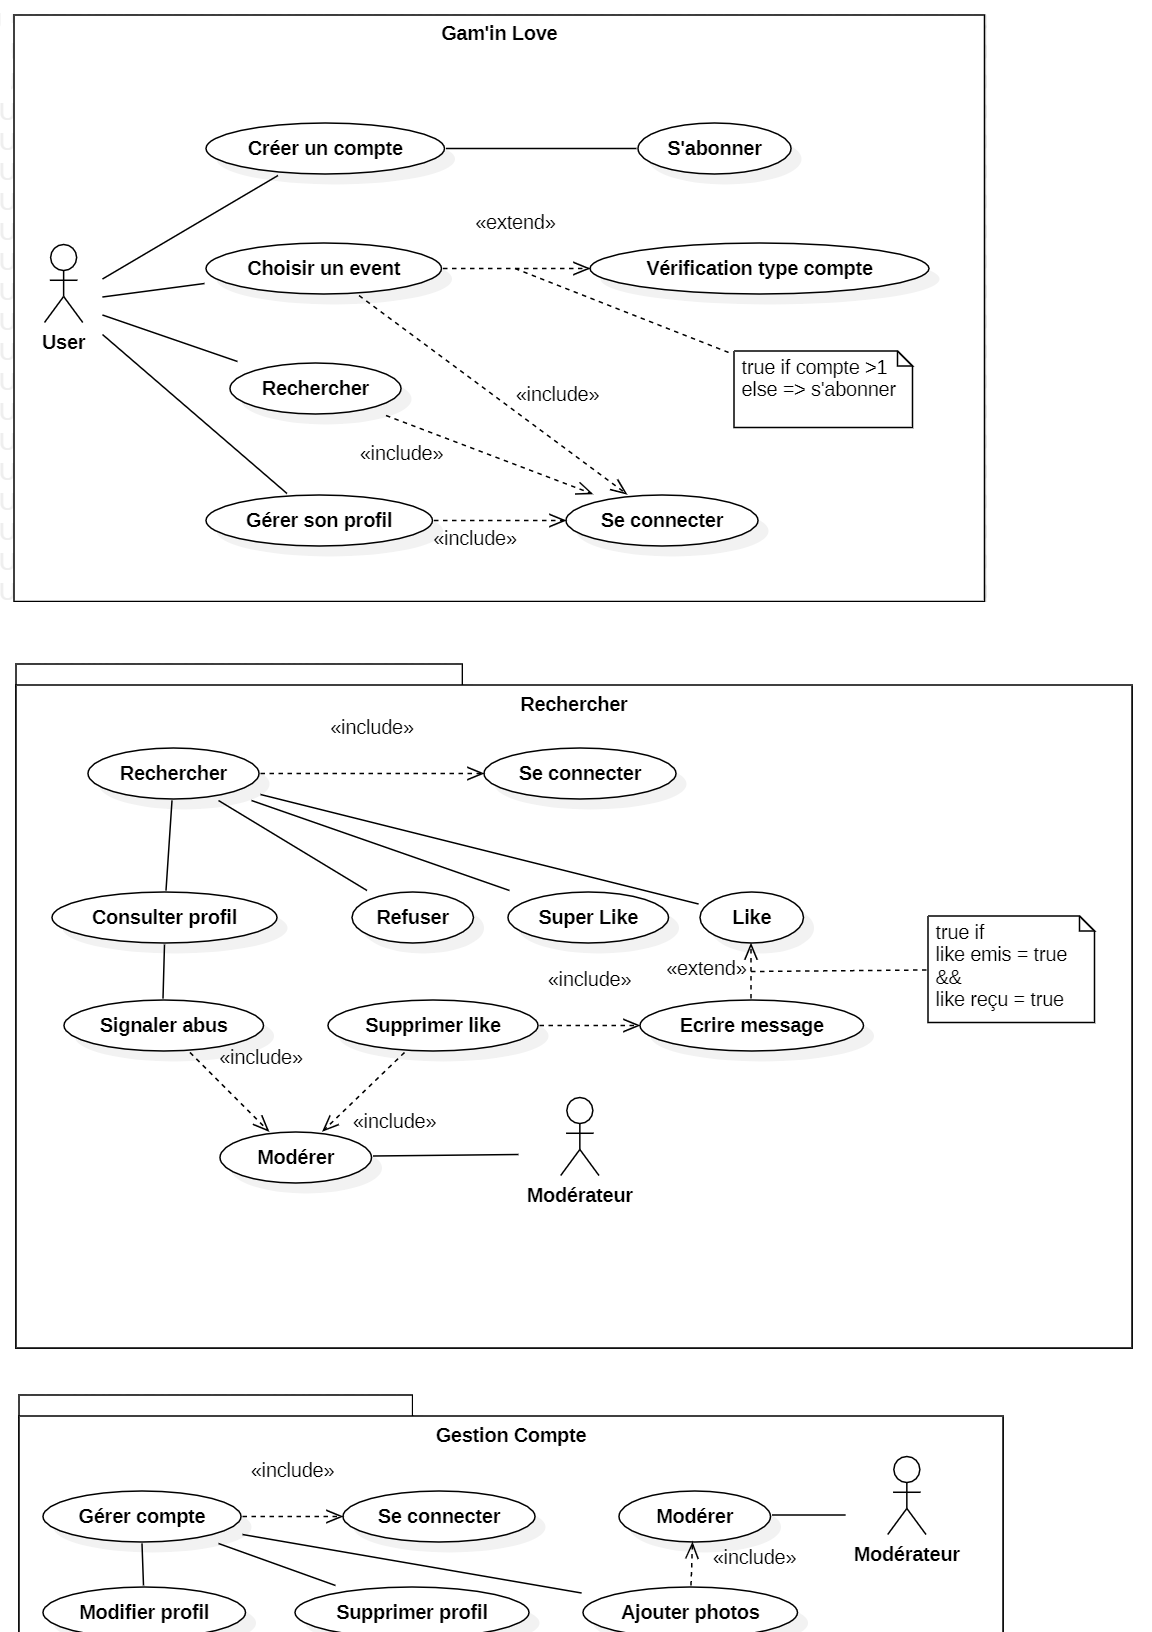 Gam'in Love
Créer un compte
S'abonner
«extend»
Choisir un event
Vérification type compte
User
true if compte >1
else => s'abonner
Rechercher
«include»
«include»
Gérer son profil
Se connecter
«include»
Rechercher
«include»
Rechercher
Se connecter
Consulter profil
Refuser
Super Like
Like
true if
like emis = true
&&
like reçu = true
«include»
«extend»
Signaler abus
Supprimer like
Ecrire message
«include»
«include»
Modérer
Modérateur
Gestion Compte
«include»
Gérer compte
Se connecter
Modérer
Modérateur
«include»
Modifier profil
Supprimer profil
Ajouter photos